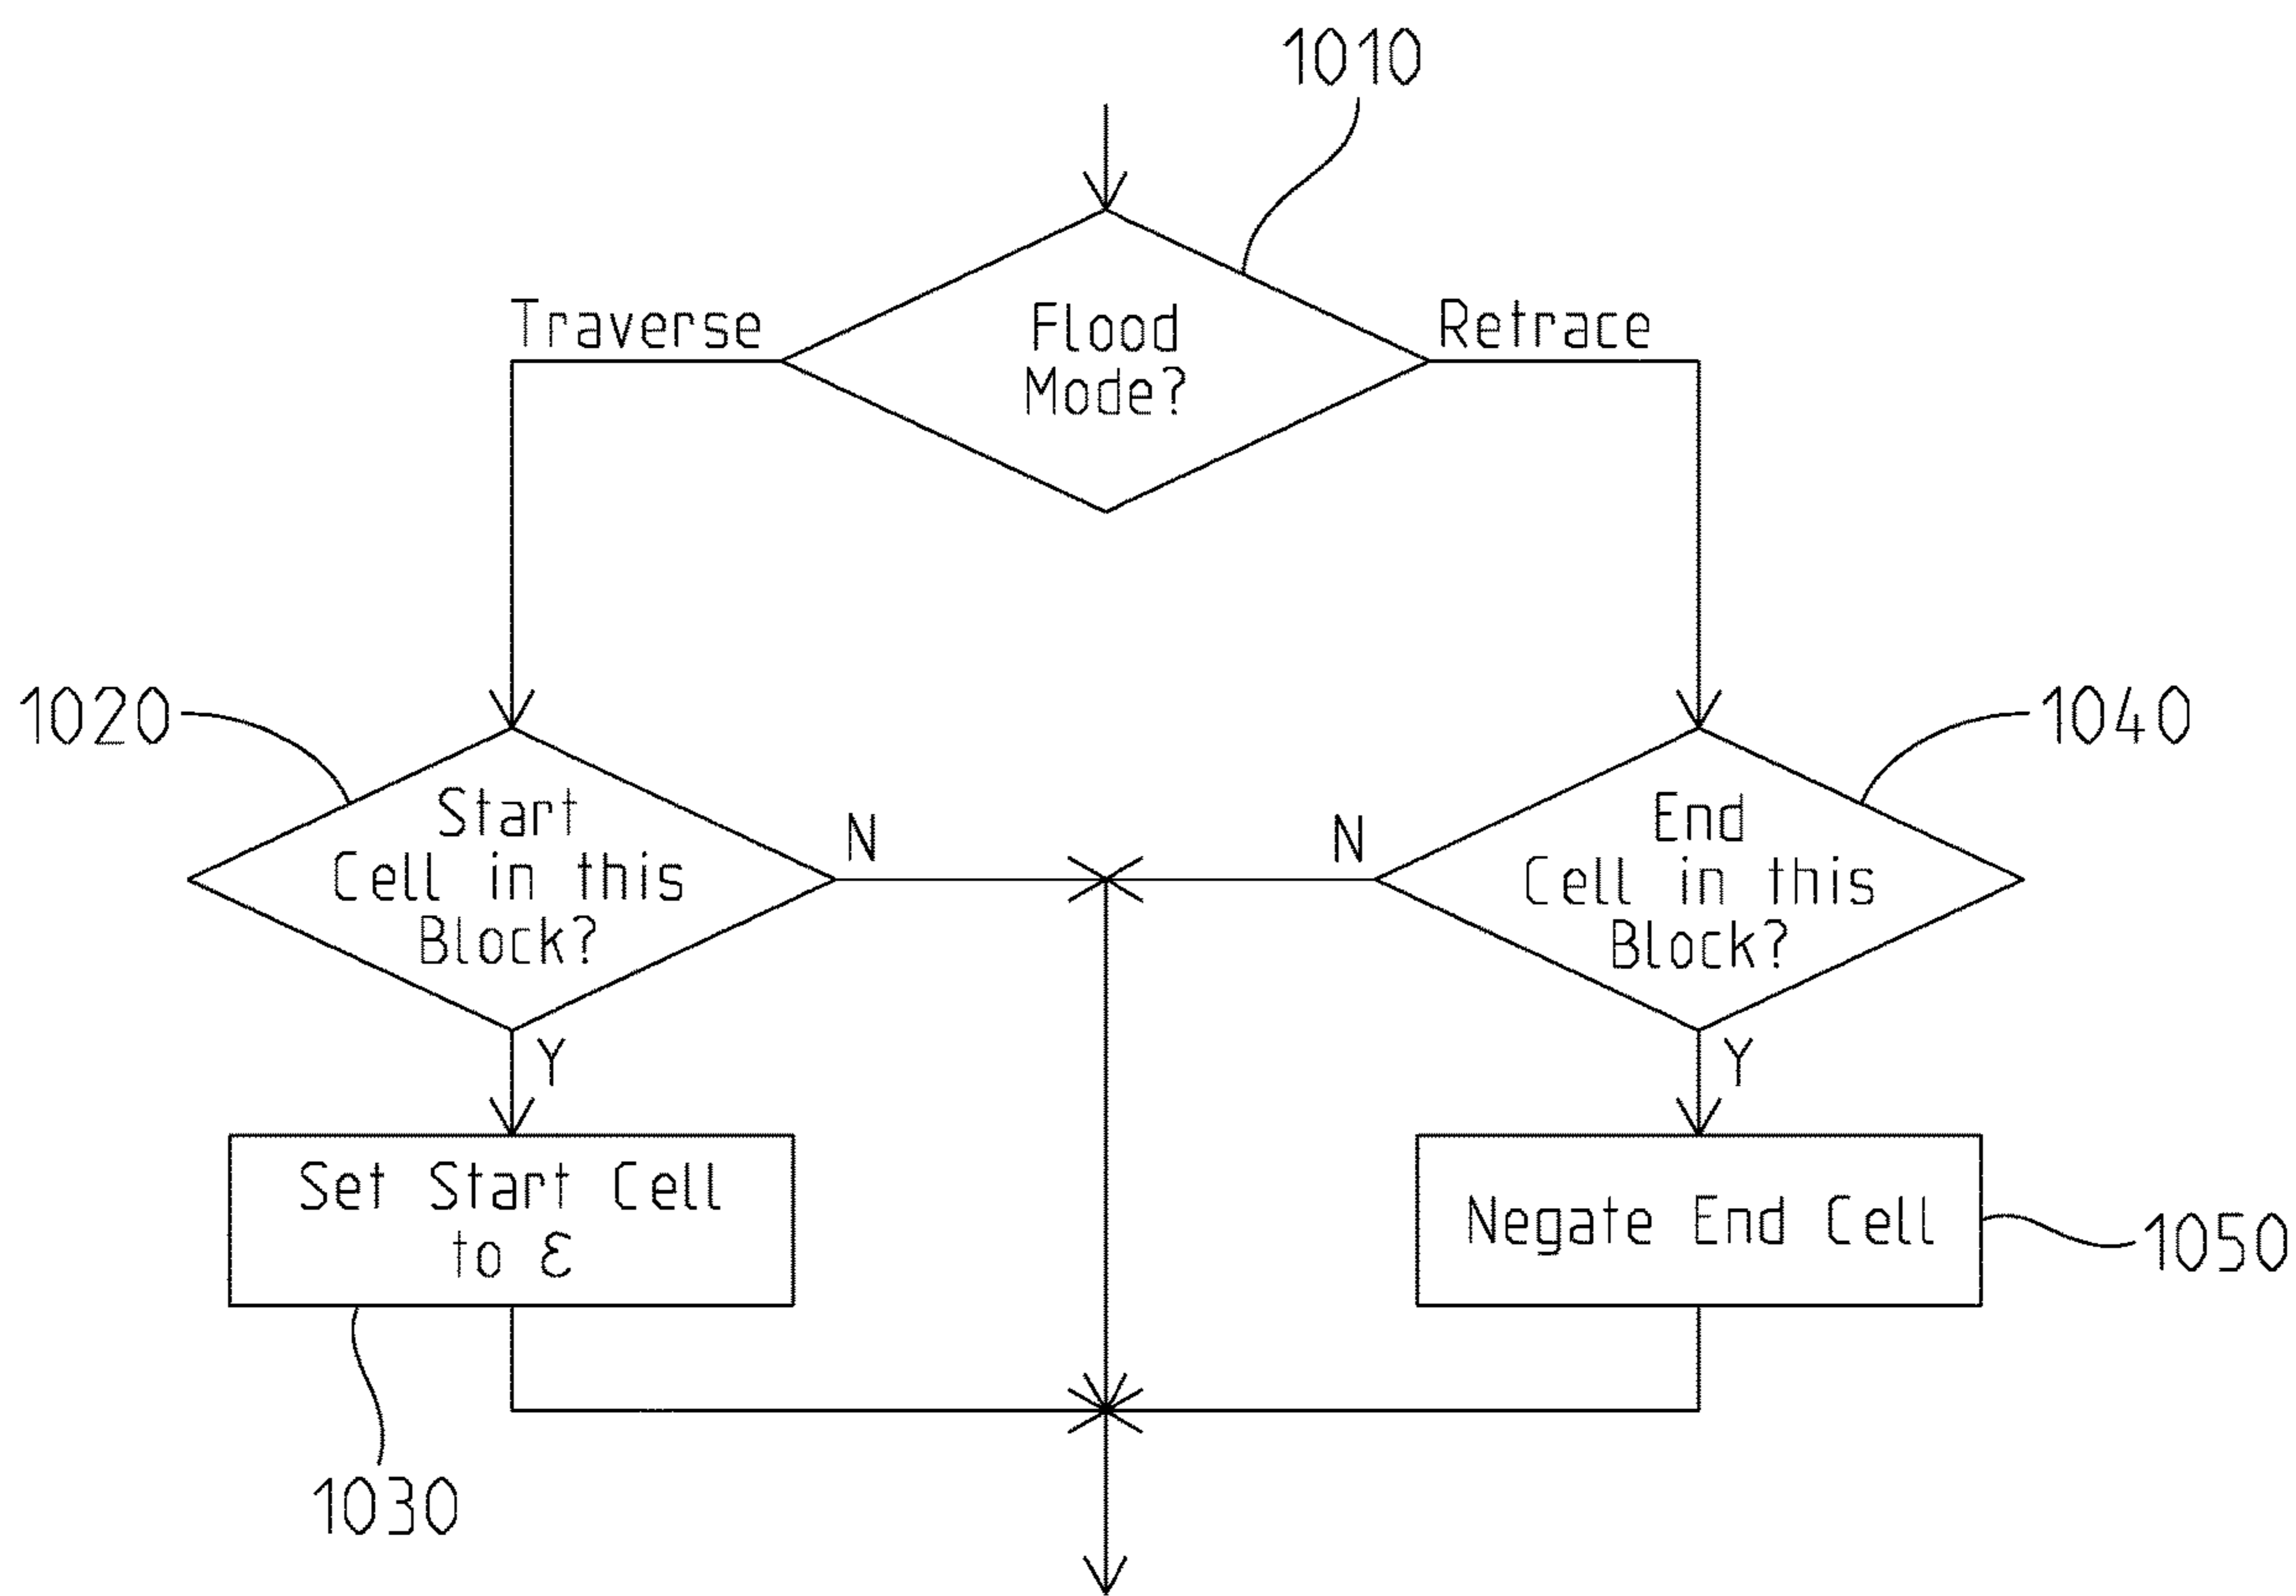 1010
Traverse
Flood
Mode?
Retrace
1020
1040
Start
Cell in this
Block?
N
N
End
Cell in this
Block?
Y
Y
Set Start Cell
to ε
Negate End Cell
1050
1030